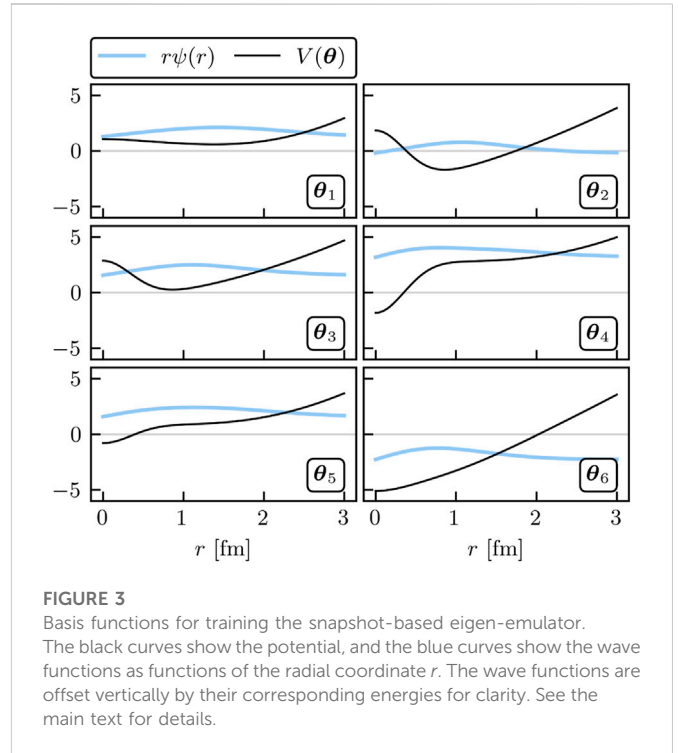 rψ(r) V(θ)
5
0
−5
θ₁
θ₂
5
0
−5
θ₃
θ₄
5
0
−5
θ₅
θ₆
0 1 2 3 0 1 2 3
r [fm] r [fm]
FIGURE 3
Basis functions for training the snapshot-based eigen-emulator.
The black curves show the potential, and the blue curves show the wave
functions as functions of the radial coordinate r. The wave functions are
offset vertically by their corresponding energies for clarity. See the
main text for details.